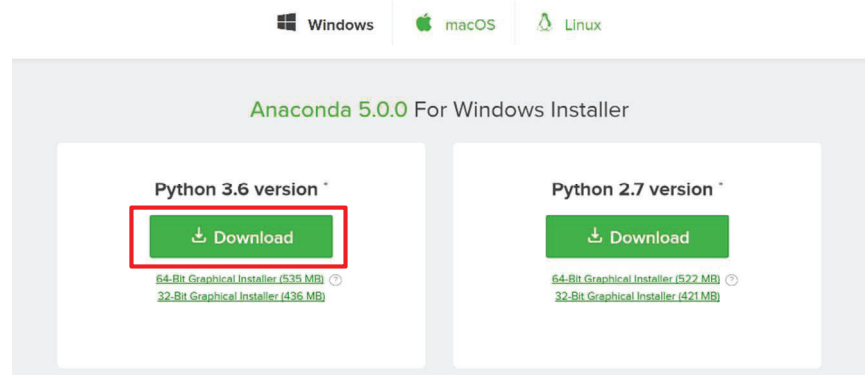 Windows macOS Linux
Anaconda 5.0.0 For Windows Installer
Python 3.6 version *
Download
64-Bit Graphical Installer (535 MB) ?
32-Bit Graphical Installer (436 MB)
Python 2.7 version *
Download
64-Bit Graphical Installer (522 MB) ?
32-Bit Graphical Installer (421 MB)